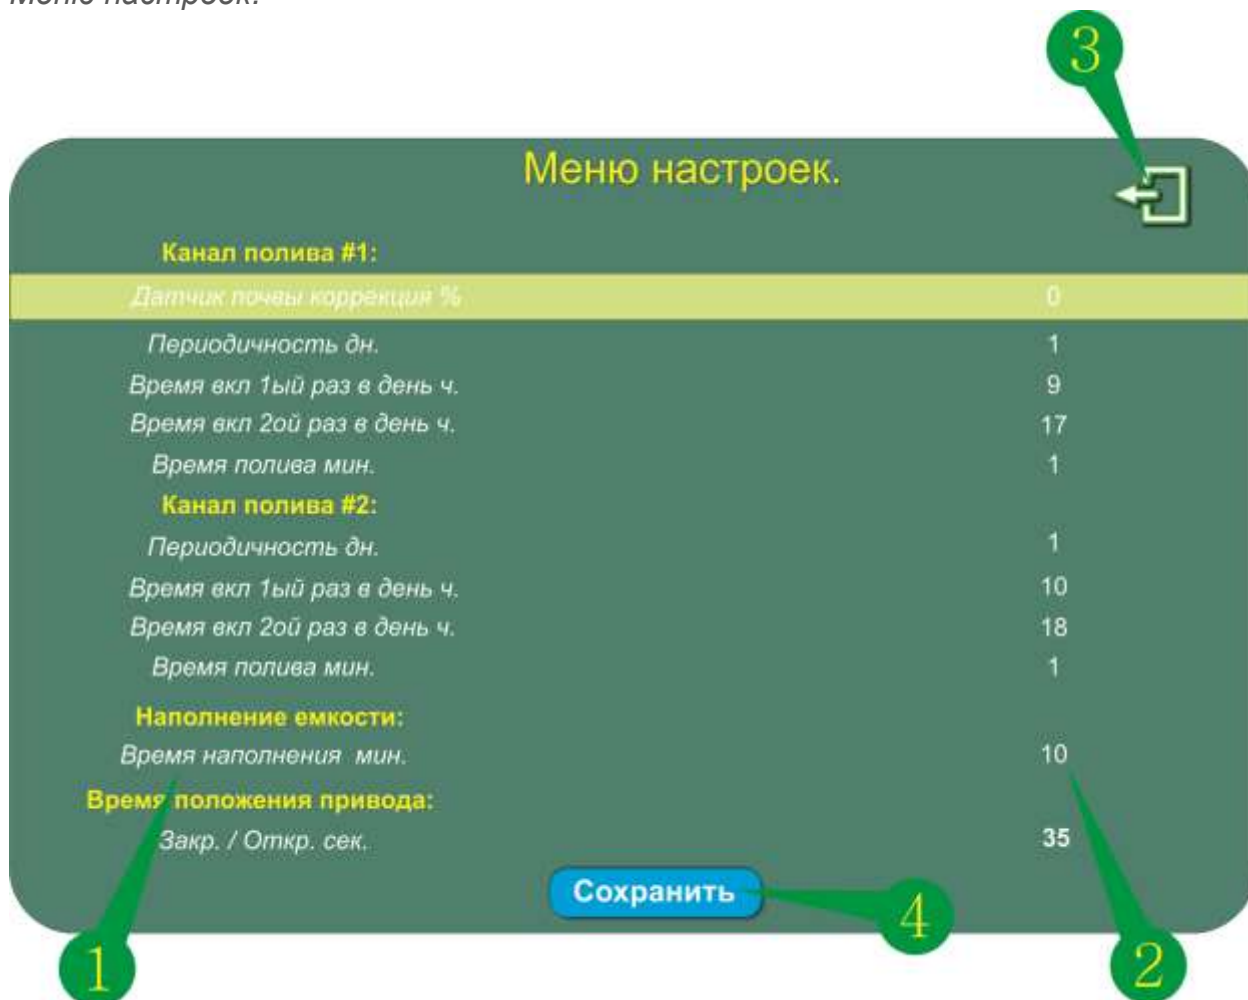 Меню настроек.
3
Меню настроек.
Канал полива #1:
Датчик почвы коррекция % 0
Периодичность дн. 1
Время вкл 1ый раз в день ч. 9
Время вкл 2ой раз в день ч. 17
Время полива мин. 1
Канал полива #2:
Периодичность дн. 1
Время вкл 1ый раз в день ч. 10
Время вкл 2ой раз в день ч. 18
Время полива мин. 1
Наполнение емкости:
Время наполнения мин. 10
Время положения привода:
Закр. / Откр. сек. 35
Сохранить
4
1
2